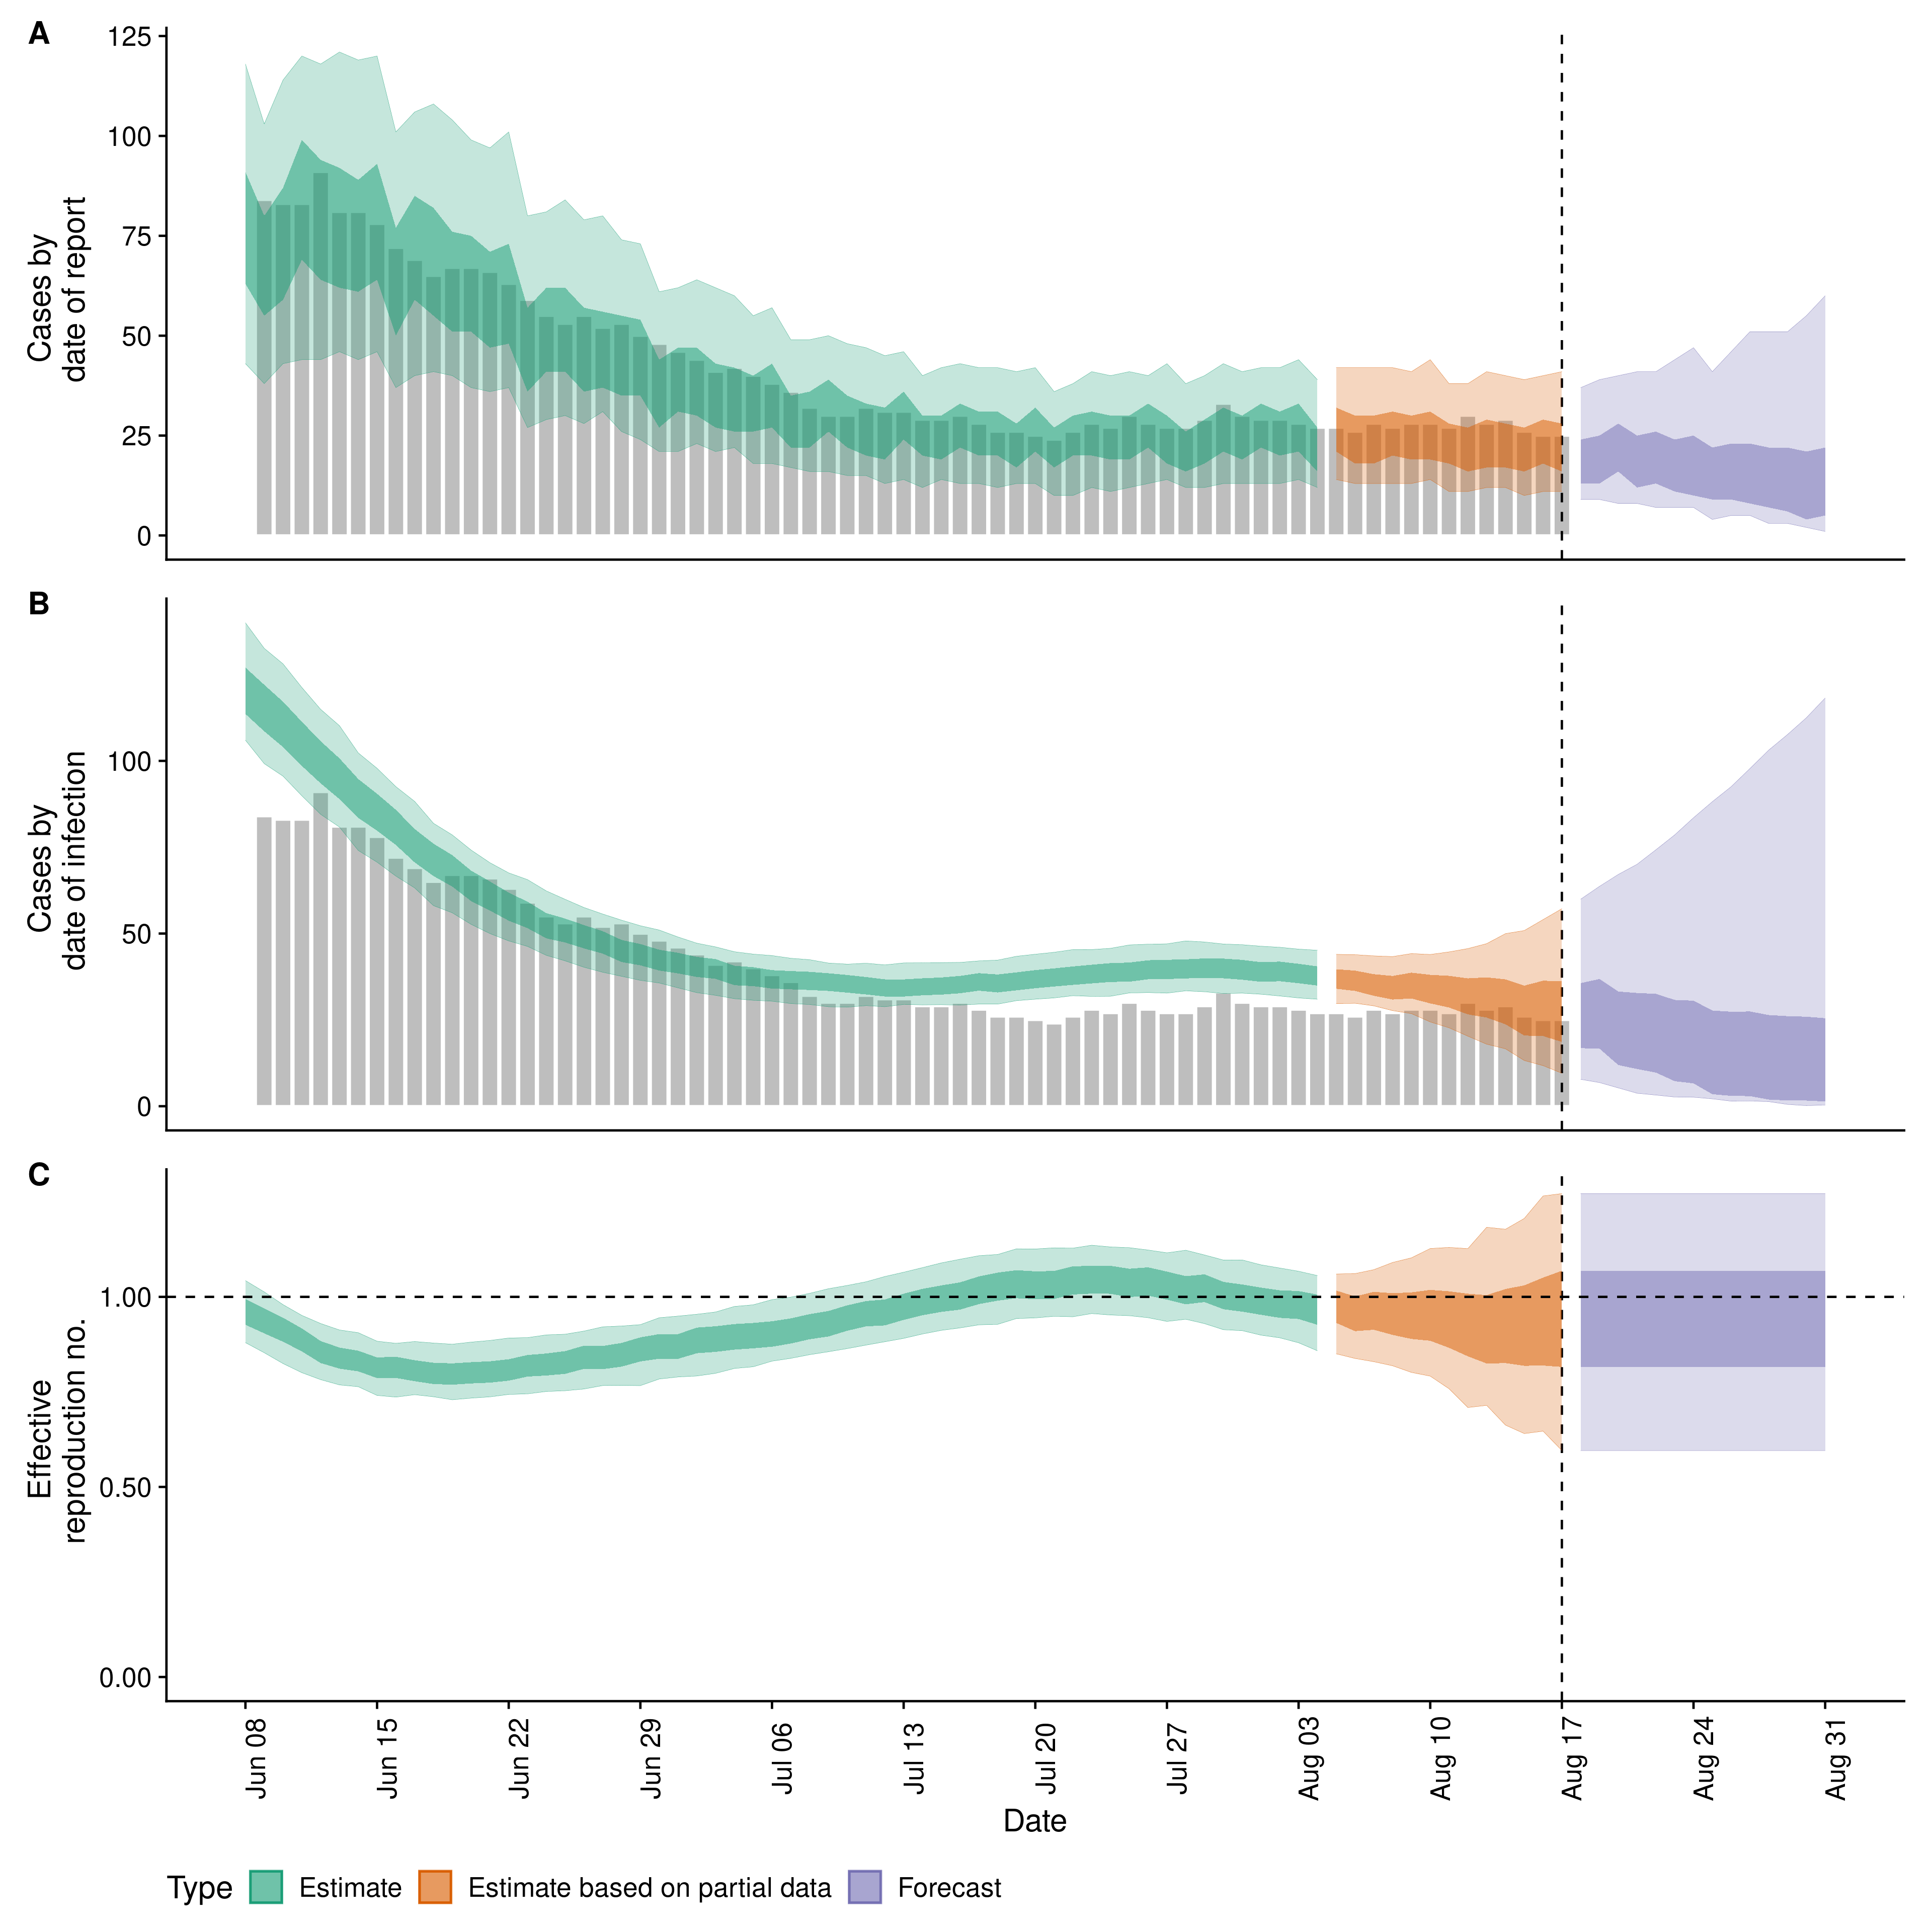 A
125
100
75
50
25
0
Cases by
date of report
B
100
50
0
Cases by
date of infection
C
1.00
0.50
0.00
Effective
reproduction no.
Jun 08
Jun 15
Jun 22
Jun 29
Jul 06
Jul 13
Jul 20
Jul 27
Aug 03
Aug 10
Aug 17
Aug 24
Aug 31
Date
Type Estimate Estimate based on partial data Forecast